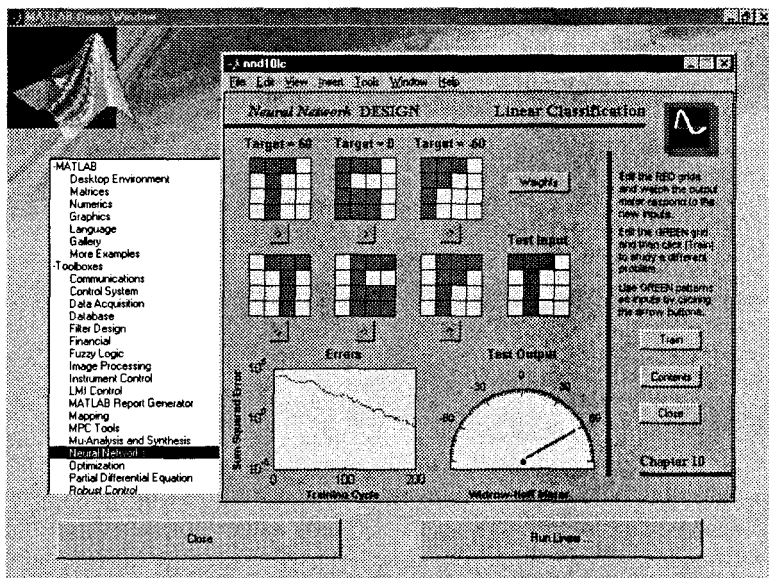 MATLAB Demo Window
nnd10lc
File Edit View Insert Tools Window Help
Neural Network DESIGN
Linear Classification
Target = 60
Target = 0
Target = -60
Weights
Test Input
Edit the RED grids
and watch the output
meter respond to the
new inputs.
Edit the GREEN grid
and then click [Train]
to study a different
problem.
Use GREEN patterns
as inputs by clicking
the arrow buttons.
Train
Contents
Close
Chapter 10
-MATLAB
Desktop Environment
Matrices
Numerics
Graphics
Language
Gallery
More Examples
-Toolboxes
Communications
Control System
Data Acquisition
Database
Filter Design
Financial
Fuzzy Logic
Image Processing
Instrument Control
LMI Control
MATLAB Report Generator
Mapping
MPC Tools
Mu-Analysis and Synthesis
Neural Networks
Optimization
Partial Differential Equation
Robust Control
Errors
Sum-Squared Error
0 100 200
Training Cycle
Test Output
-60 30 0 30 60
Widrow-Hoff Meter
Close
Run Linear ...